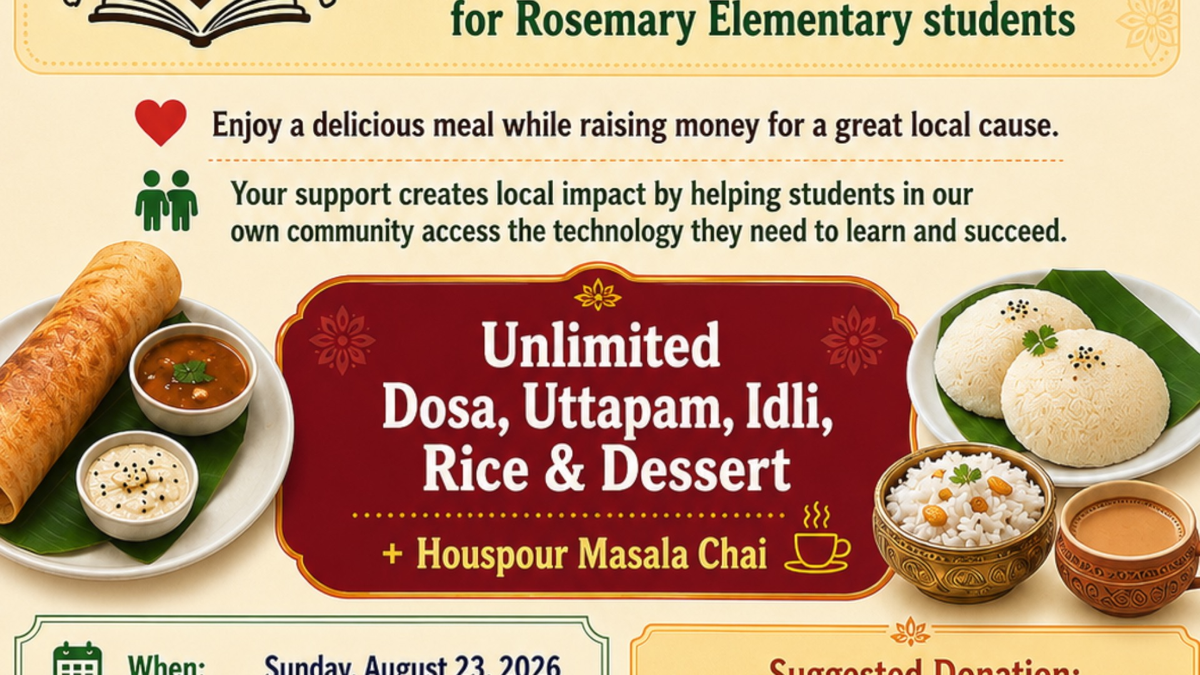 for Rosemary Elementary students
Enjoy a delicious meal while raising money for a great local cause.
Your support creates local impact by helping students in our
own community access the technology they need to learn and succeed.
Unlimited
Dosa, Uttapam, Idli,
Rice & Dessert
+ Houspour Masala Chai
When: Sunday, August 23, 2026
Suggested Donation: